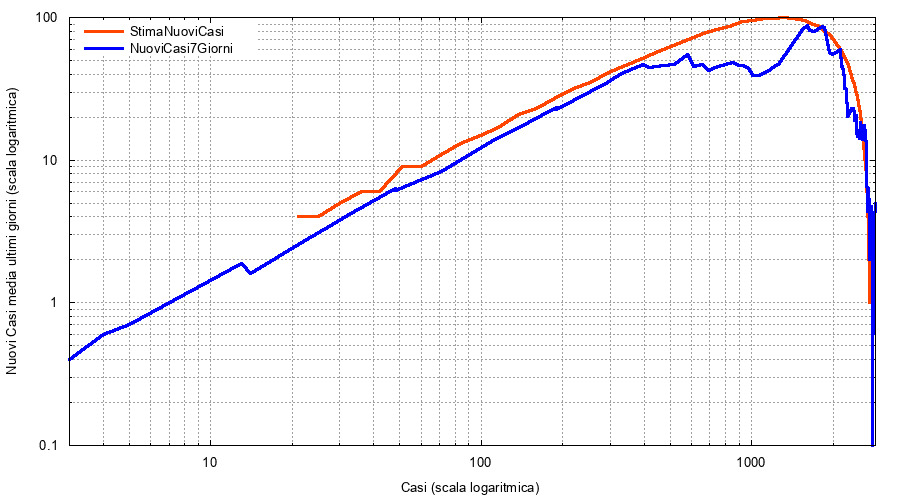 StimaNuoviCasi
NuoviCasi7Giorni
Nuovi Casi media ultimi giorni (scala logaritmica)
100
10
1
0.1
10
100
1000
Casi (scala logaritmica)